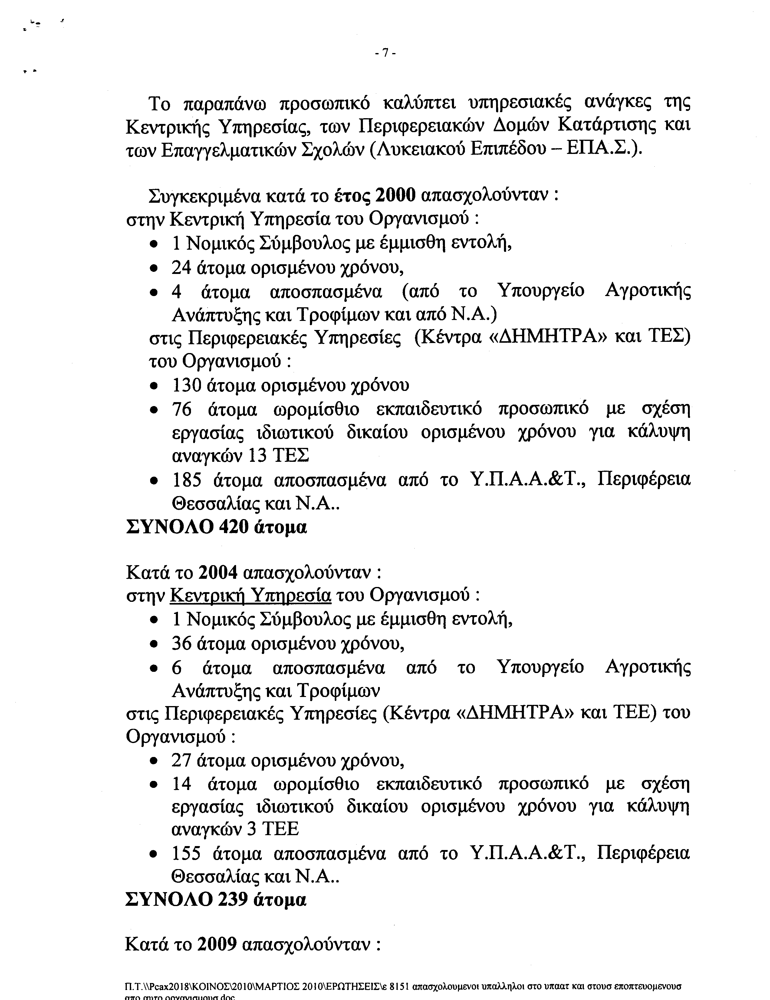 - 7 -
Το παραπάνω προσωπικό καλύπτει υπηρεσιακές ανάγκες της
Κεντρικής Υπηρεσίας, των Περιφερειακών Δομών Κατάρτισης και
των Επαγγελματικών Σχολών (Λυκειακού Επιπέδου – ΕΠΑ.Σ.).
Συγκεκριμένα κατά το έτος 2000 απασχολούνταν :
στην Κεντρική Υπηρεσία του Οργανισμού :
• 1 Νομικός Σύμβουλος με έμμισθη εντολή,
• 24 άτομα ορισμένου χρόνου,
• 4 άτομα αποσπασμένα (από το Υπουργείο Αγροτικής
Ανάπτυξης και Τροφίμων και από Ν.Α.)
στις Περιφερειακές Υπηρεσίες (Κέντρα «ΔΗΜΗΤΡΑ» και ΤΕΣ)
του Οργανισμού :
• 130 άτομα ορισμένου χρόνου
• 76 άτομα ωρομίσθιο εκπαιδευτικό προσωπικό με σχέση
εργασίας ιδιωτικού δικαίου ορισμένου χρόνου για κάλυψη
αναγκών 13 ΤΕΣ
• 185 άτομα αποσπασμένα από το Υ.Π.Α.Α.&Τ., Περιφέρεια
Θεσσαλίας και Ν.Α..
ΣΥΝΟΛΟ 420 άτομα
Κατά το 2004 απασχολούνταν :
στην Κεντρική Υπηρεσία του Οργανισμού :
• 1 Νομικός Σύμβουλος με έμμισθη εντολή,
• 36 άτομα ορισμένου χρόνου,
• 6 άτομα αποσπασμένα από το Υπουργείο Αγροτικής
Ανάπτυξης και Τροφίμων
στις Περιφερειακές Υπηρεσίες (Κέντρα «ΔΗΜΗΤΡΑ» και ΤΕΕ) του
Οργανισμού :
• 27 άτομα ορισμένου χρόνου,
• 14 άτομα ωρομίσθιο εκπαιδευτικό προσωπικό με σχέση
εργασίας ιδιωτικού δικαίου ορισμένου χρόνου για κάλυψη
αναγκών 3 ΤΕΕ
• 155 άτομα αποσπασμένα από το Υ.Π.Α.Α.&Τ., Περιφέρεια
Θεσσαλίας και Ν.Α..
ΣΥΝΟΛΟ 239 άτομα
Κατά το 2009 απασχολούνταν :
Π.Τ.\\Pcax2018\ΚΟΙΝΟΣ\2010\ΜΑΡΤΙΟΣ 2010\ΕΡΩΤΗΣΕΙΣ\ε 8151 απασχολουμενοι υπαλληλοι στο υπαατ και στουσ εποπτευομενουσ
απο αυτο οργανισμουσ.doc